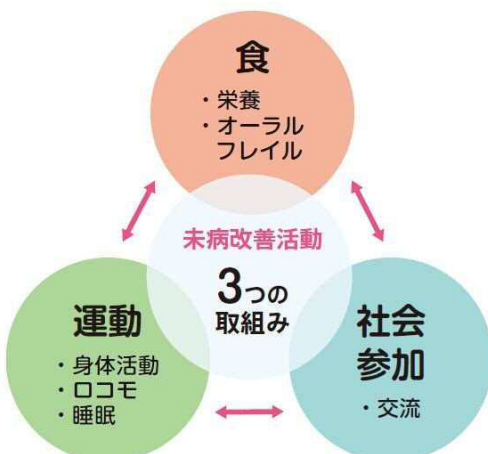 食
・栄養
・オーラル
フレイル
未病改善活動
3つの
取組み
運動
・身体活動
・ロコモ
・睡眠
社会
参加
・交流